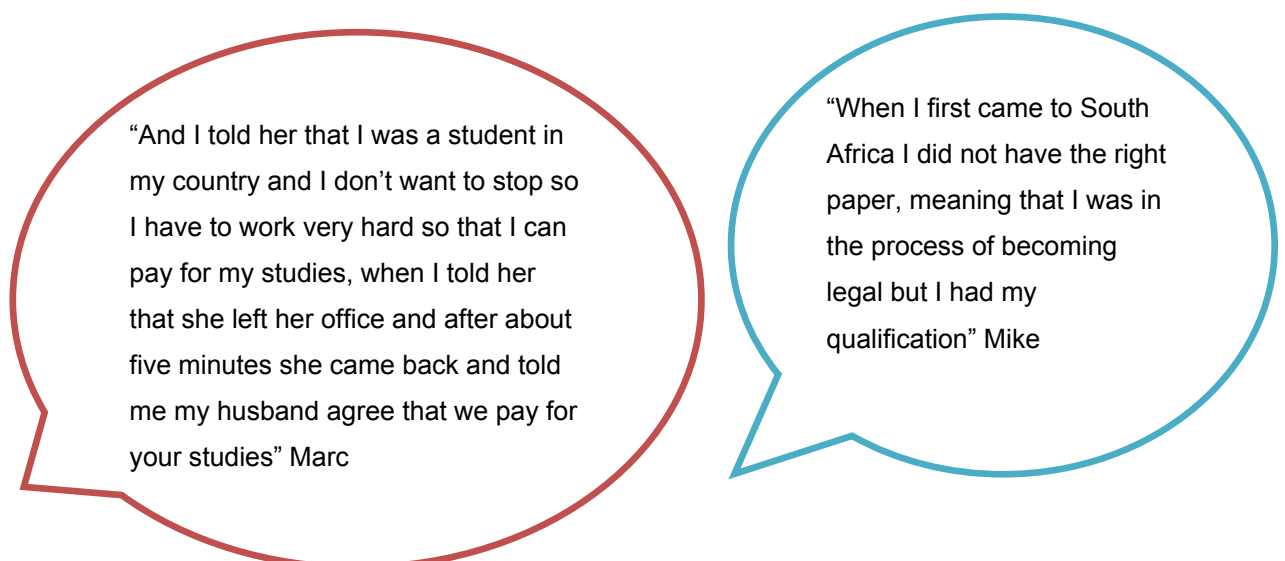 “And I told her that I was a student in
my country and I don’t want to stop so
I have to work very hard so that I can
pay for my studies, when I told her
that she left her office and after about
five minutes she came back and told
me my husband agree that we pay for
your studies” Marc
“When I first came to South
Africa I did not have the right
paper, meaning that I was in
the process of becoming
legal but I had my
qualification” Mike